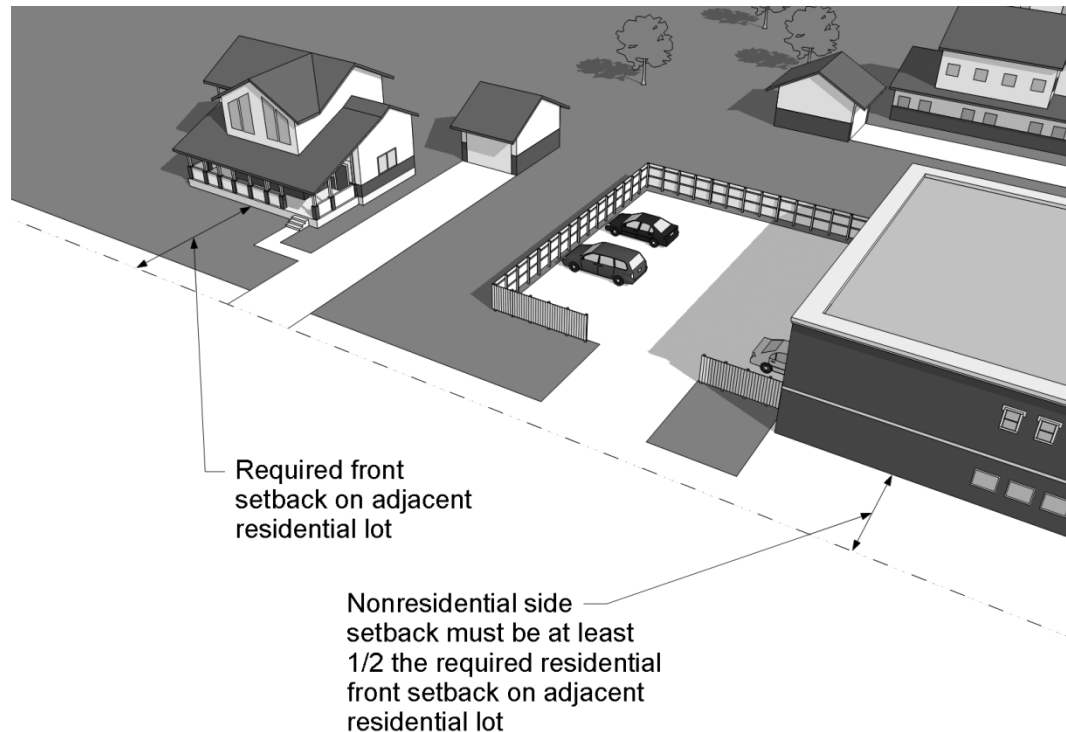 Required front
setback on adjacent
residential lot
Nonresidential side
setback must be at least
1/2 the required residential
front setback on adjacent
residential lot